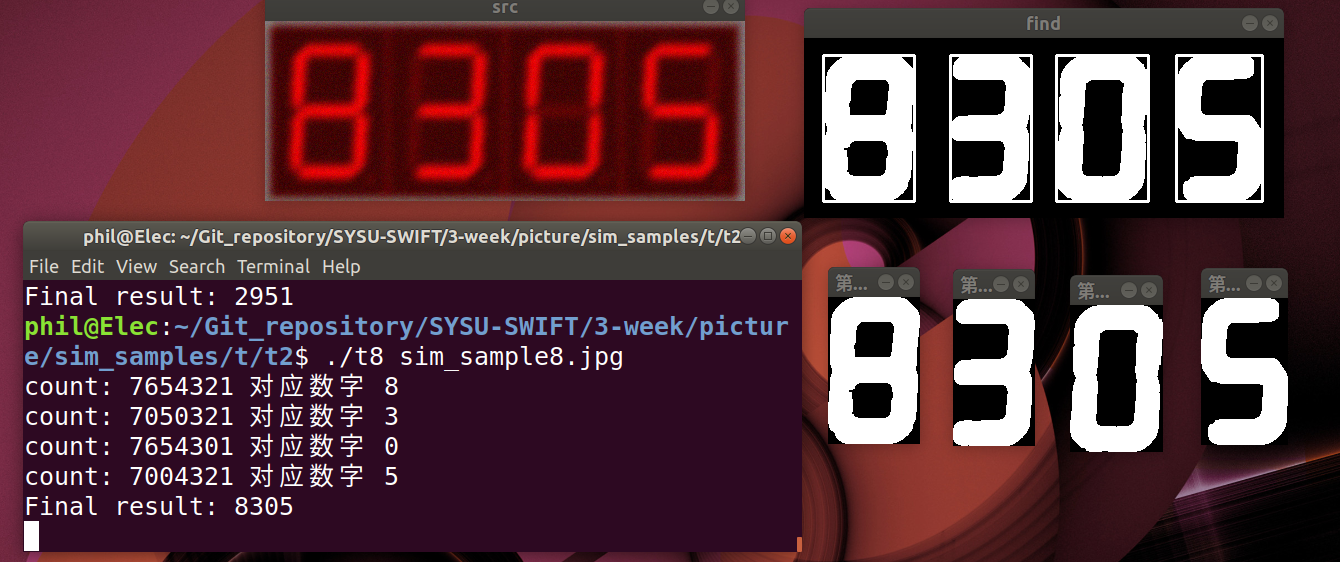 src
8305
find
8305
phil@Elec: ~/Git_repository/SYSU-SWIFT/3-week/picture/sim_samples/t/t2
File Edit View Search Terminal Help
Final result: 2951
phil@Elec:~/Git_repository/SYSU-SWIFT/3-week/pictur
e/sim_samples/t/t2$ ./t8 sim_sample8.jpg
count: 7654321 对应数字 8
count: 7050321 对应数字 3
count: 7654301 对应数字 0
count: 7004321 对应数字 5
Final result: 8305
第... 第... 第... 第...
8 3 0 5